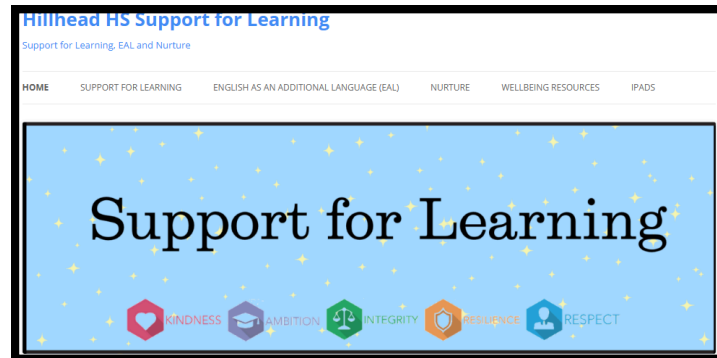 Hillhead HS Support for Learning
Support for Learning, EAL and Nurture
HOME SUPPORT FOR LEARNING ENGLISH AS AN ADDITIONAL LANGUAGE (EAL) NURTURE WELLBEING RESOURCES IPADS
Support for Learning
KINDNESS AMBITION INTEGRITY RESILIENCE RESPECT